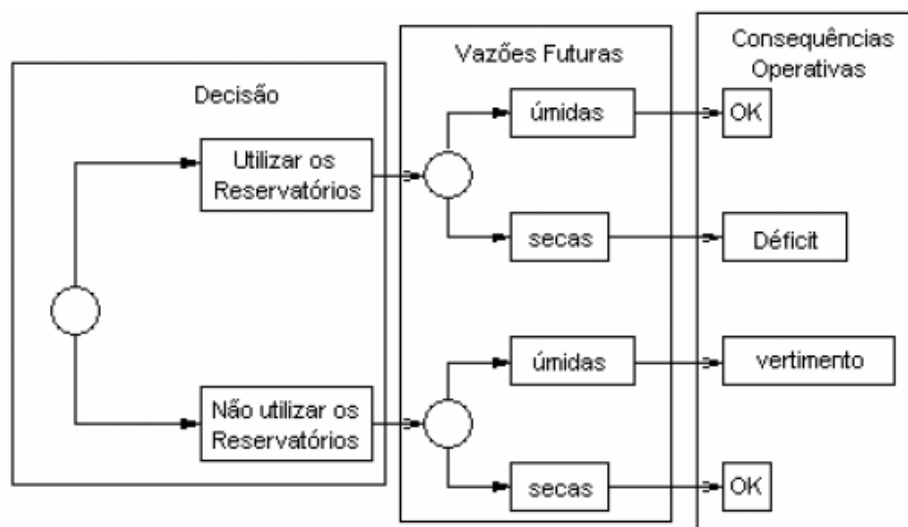 Decisão
Vazões Futuras
Consequências
Operativas
Utilizar os
Reservatórios
úmidas
OK
secas
Déficit
Não utilizar os
Reservatórios
úmidas
vertimento
secas
OK